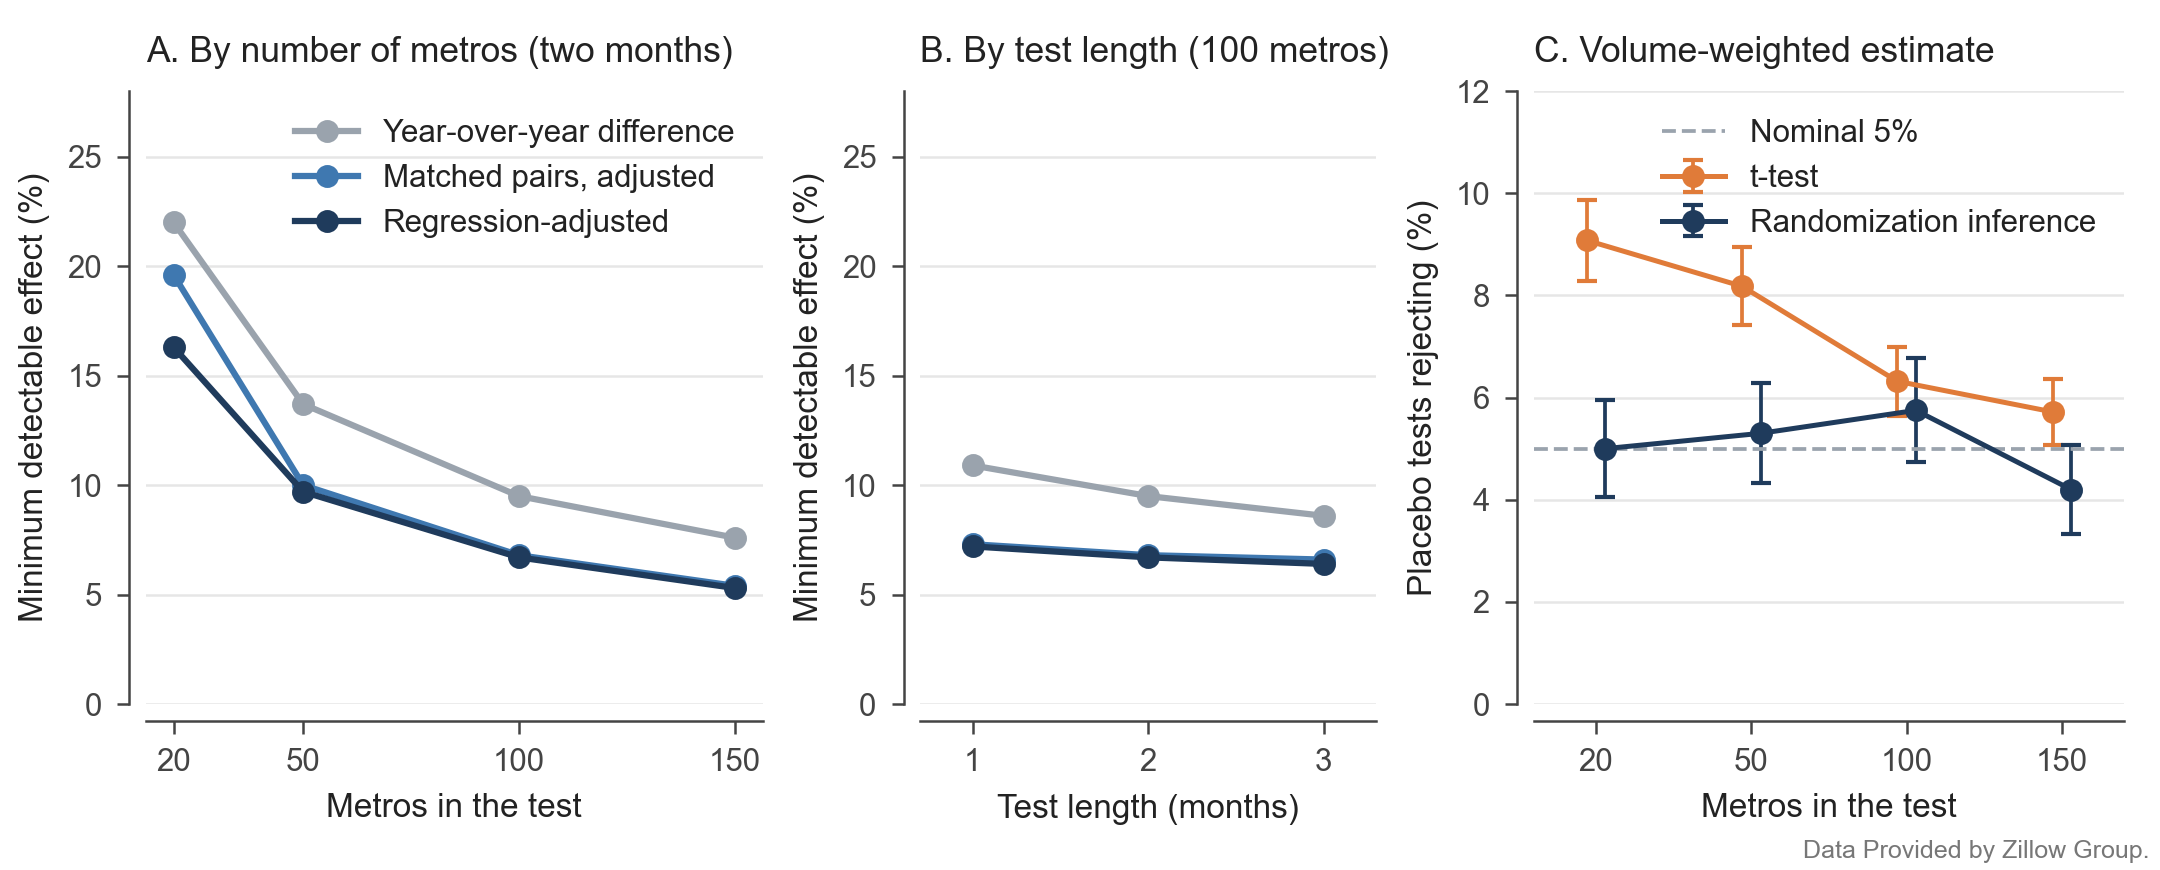 A. By number of metros (two months)
Minimum detectable effect (%)
25
20
15
10
5
0
Year-over-year difference
Matched pairs, adjusted
Regression-adjusted
20 50 100 150
Metros in the test
B. By test length (100 metros)
Minimum detectable effect (%)
25
20
15
10
5
0
1 2 3
Test length (months)
C. Volume-weighted estimate
Placebo tests rejecting (%)
12
10
8
6
4
2
0
Nominal 5%
t-test
Randomization inference
20 50 100 150
Metros in the test
Data Provided by Zillow Group.